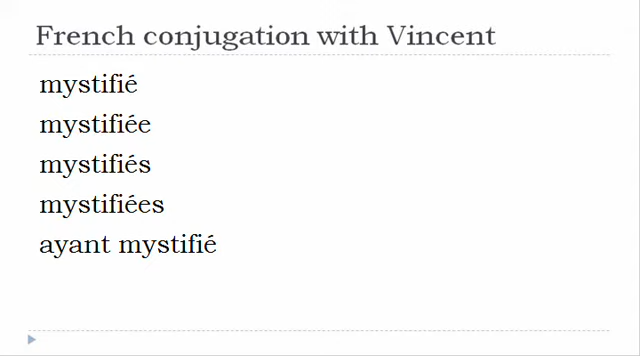 French conjugation with Vincent
mystifié
mystifiée
mystifiés
mystifiées
ayant mystifié